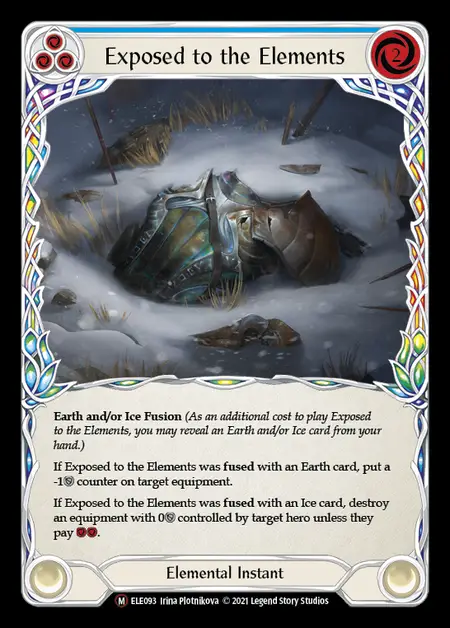 Exposed to the Elements
2
Earth and/or Ice Fusion (As an additional cost to play Exposed
to the Elements, you may reveal an Earth and/or Ice card from your
hand.)
If Exposed to the Elements was fused with an Earth card, put a
-1 counter on target equipment.
If Exposed to the Elements was fused with an Ice card, destroy
an equipment with 0 controlled by target hero unless they
pay .
Elemental Instant
M ELE093 Irina Plotnikova © 2021 Legend Story Studios